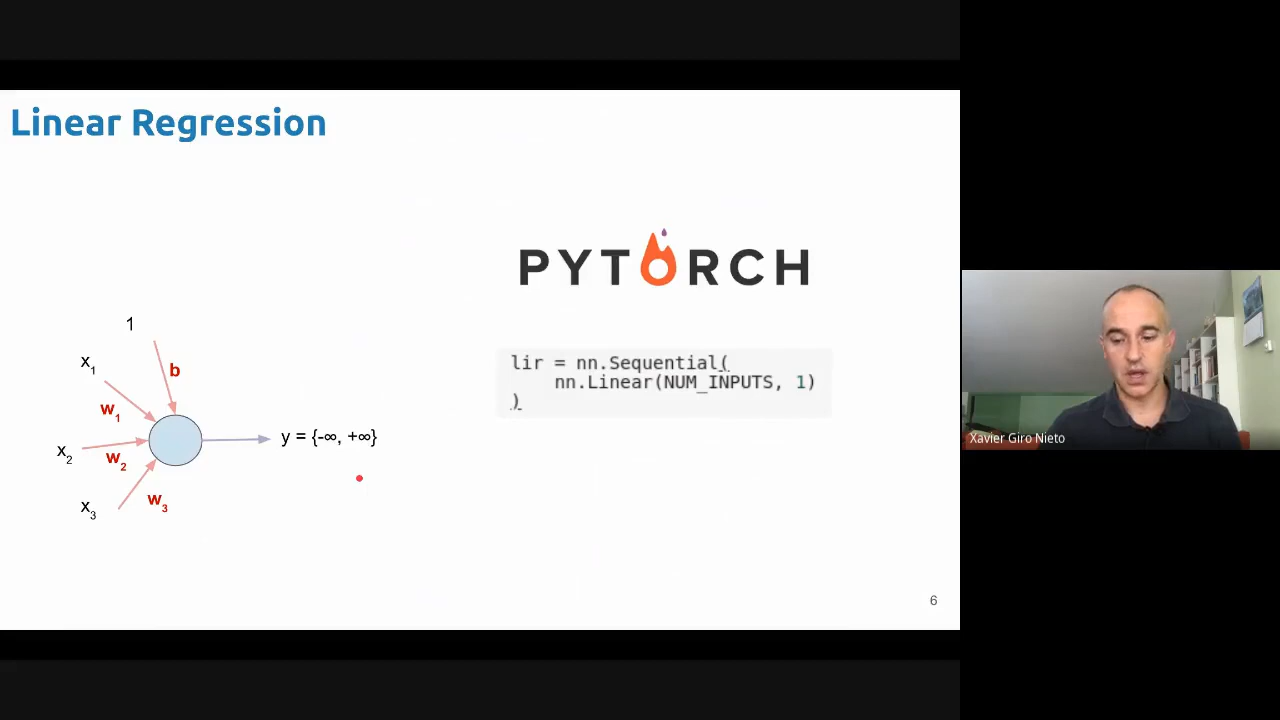 Linear Regression
PYTORCH
1
x1
b
w1
x2
w2
x3
w3
y = {-∞, +∞}
lir = nn.Sequential(
    nn.Linear(NUM_INPUTS, 1)
)
Xavier Giro Nieto
6